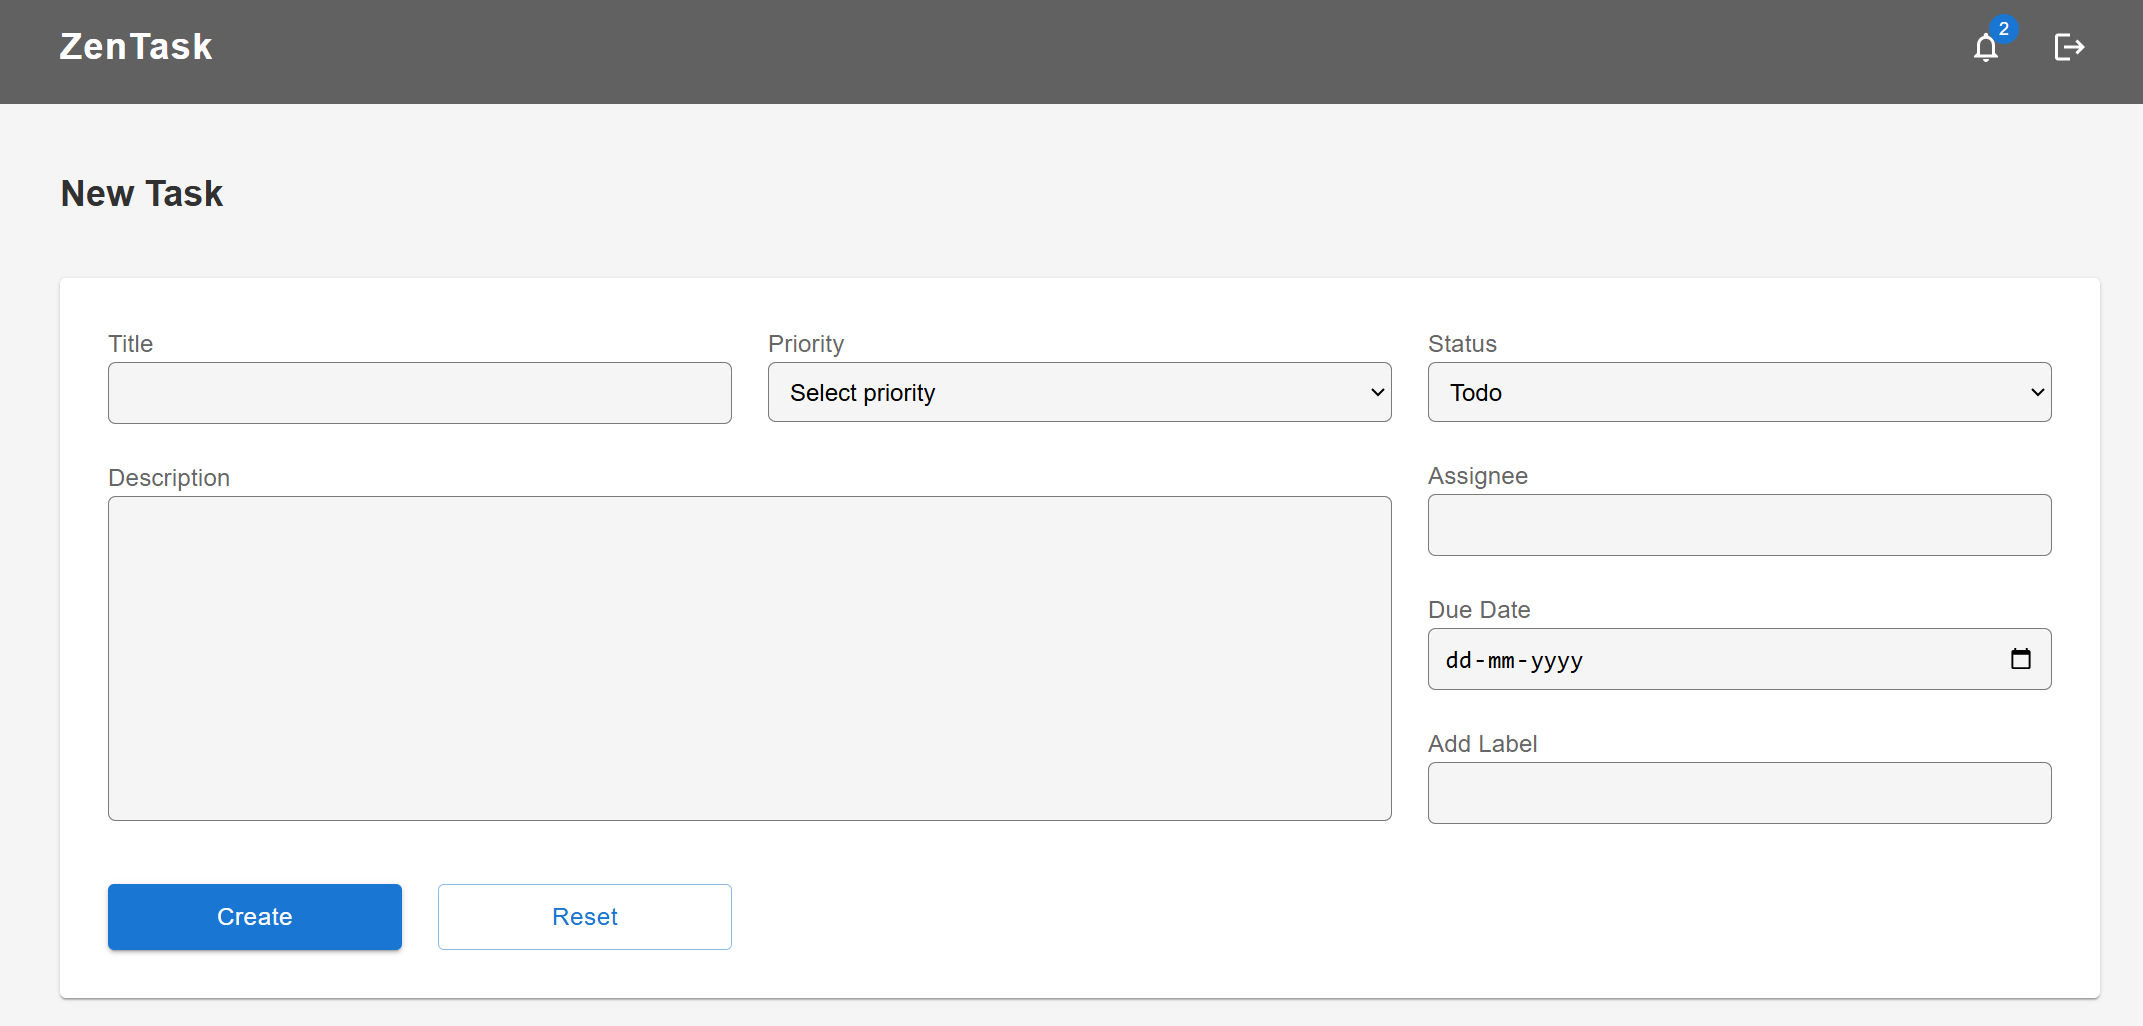 ZenTask
2
New Task
Title
Priority
Status
Select priority
Todo
Description
Assignee
Due Date
dd-mm-yyyy
Add Label
Create
Reset